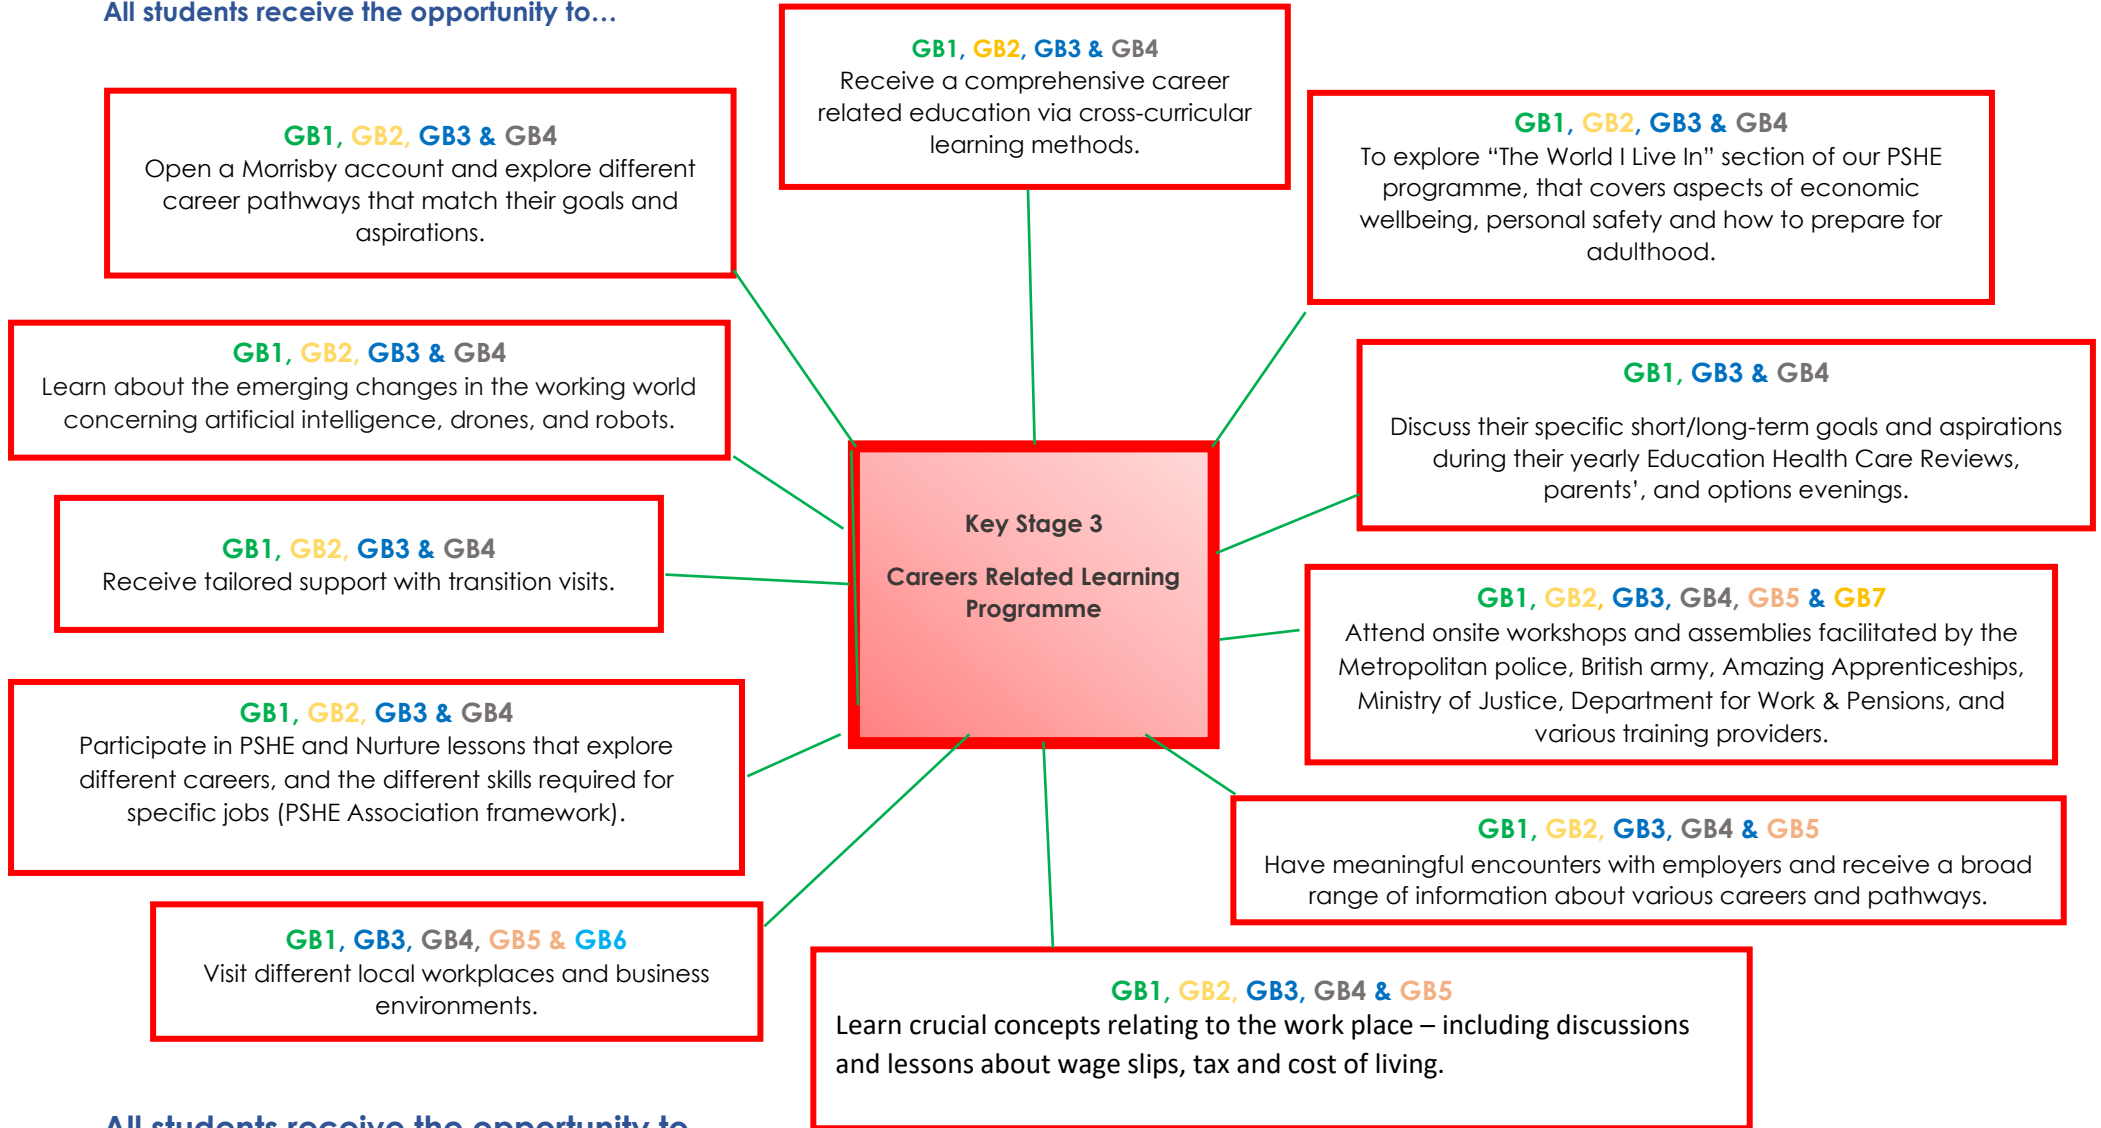 All students receive the opportunity to…
GB1, GB2, GB3 & GB4
Receive a comprehensive career
related education via cross-curricular
learning methods.
GB1, GB2, GB3 & GB4
Open a Morrisby account and explore different
career pathways that match their goals and
aspirations.
GB1, GB2, GB3 & GB4
To explore “The World I Live In” section of our PSHE
programme, that covers aspects of economic
wellbeing, personal safety and how to prepare for
adulthood.
GB1, GB2, GB3 & GB4
Learn about the emerging changes in the working world
concerning artificial intelligence, drones, and robots.
GB1, GB3 & GB4
Discuss their specific short/long-term goals and aspirations
during their yearly Education Health Care Reviews,
parents’, and options evenings.
Key Stage 3
Careers Related Learning
Programme
GB1, GB2, GB3 & GB4
Receive tailored support with transition visits.
GB1, GB2, GB3, GB4, GB5 & GB7
Attend onsite workshops and assemblies facilitated by the
Metropolitan police, British army, Amazing Apprenticeships,
Ministry of Justice, Department for Work & Pensions, and
various training providers.
GB1, GB2, GB3 & GB4
Participate in PSHE and Nurture lessons that explore
different careers, and the different skills required for
specific jobs (PSHE Association framework).
GB1, GB2, GB3, GB4 & GB5
Have meaningful encounters with employers and receive a broad
range of information about various careers and pathways.
GB1, GB3, GB4, GB5 & GB6
Visit different local workplaces and business
environments.
GB1, GB2, GB3, GB4 & GB5
Learn crucial concepts relating to the work place – including discussions
and lessons about wage slips, tax and cost of living.
All students receive the opportunity to